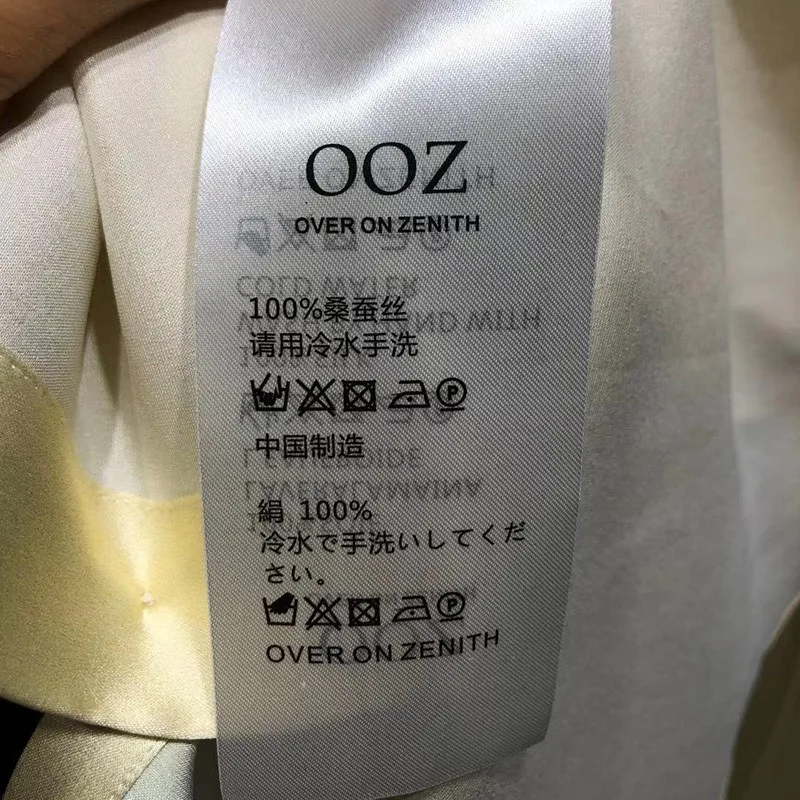 OOZ
OVER ON ZENITH
100%桑蚕丝
请用冷水手洗
中国制造
絹 100%
冷水で手洗いしてくだ
さい。
OVER ON ZENITH